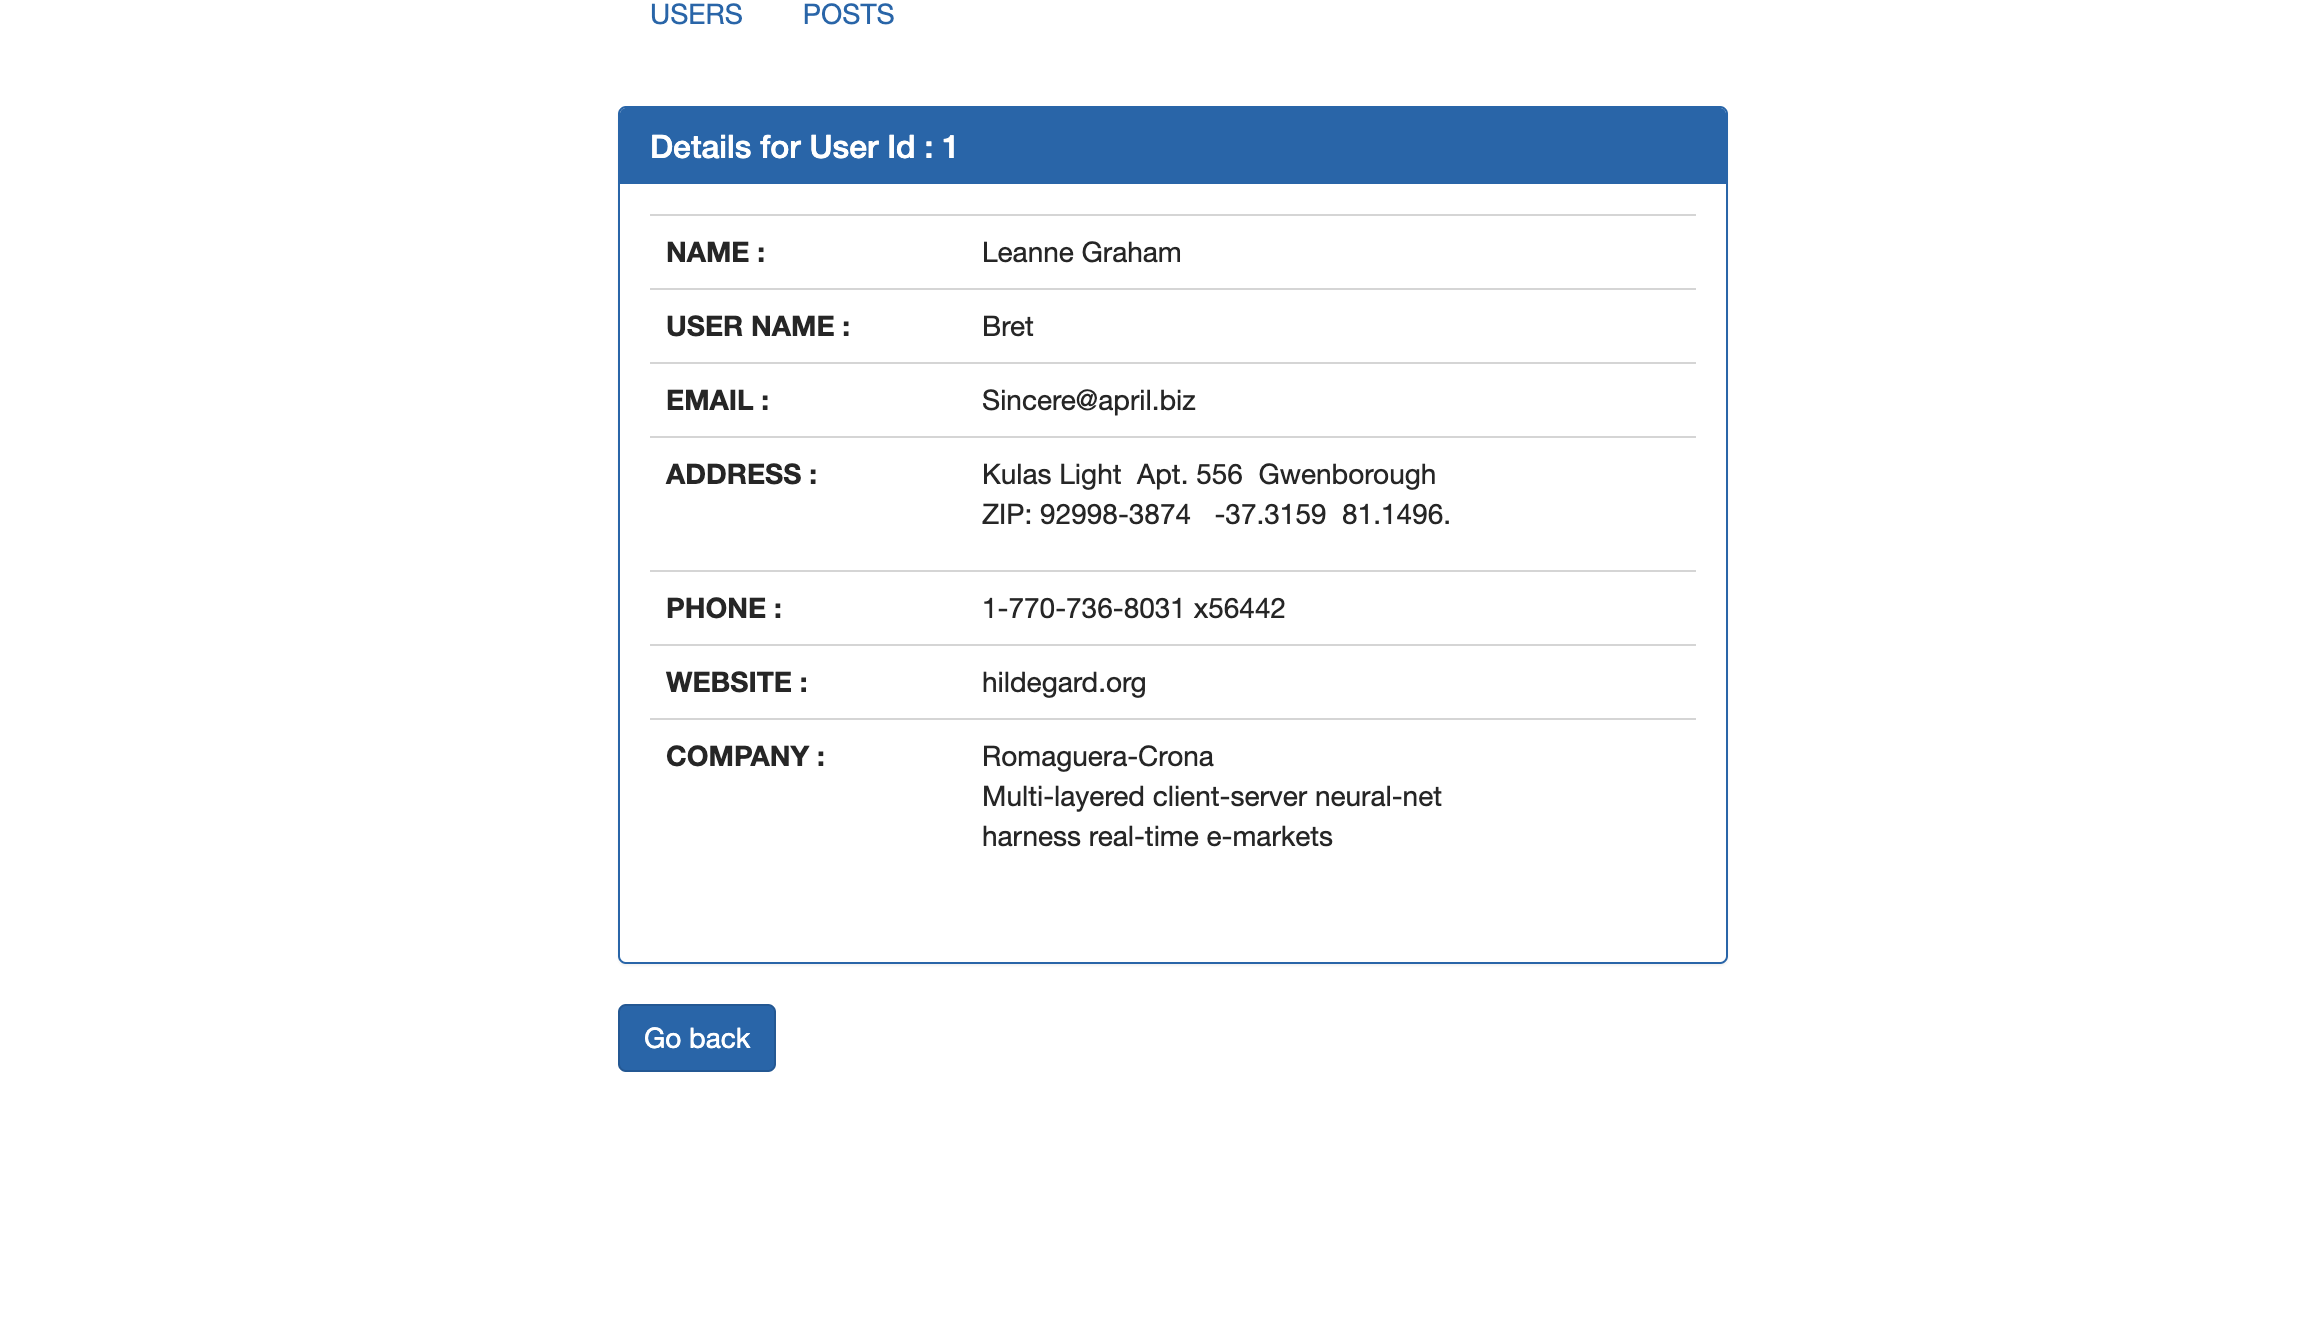 USERS POSTS
Details for User Id : 1
NAME : Leanne Graham
USER NAME : Bret
EMAIL : Sincere@april.biz
ADDRESS : Kulas Light Apt. 556 Gwenborough
ZIP: 92998-3874 -37.3159 81.1496.
PHONE : 1-770-736-8031 x56442
WEBSITE : hildegard.org
COMPANY : Romaguera-Crona
Multi-layered client-server neural-net
harness real-time e-markets
Go back